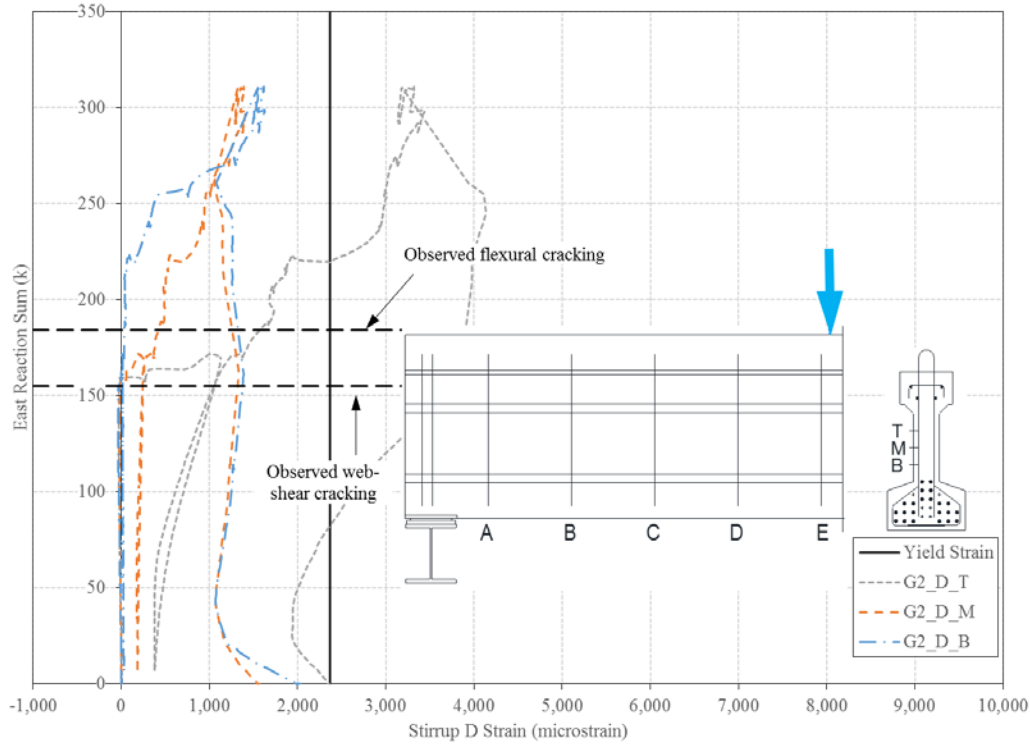 350
300
250
200
150
100
50
0
East Reaction Sum (k)
-1,000
0
1,000
2,000
3,000
4,000
5,000
6,000
7,000
8,000
9,000
10,000
Stirrup D Strain (microstrain)
Observed flexural cracking
Observed web-
shear cracking
A
B
C
D
E
T
M
B
Yield Strain
G2_D_T
G2_D_M
G2_D_B